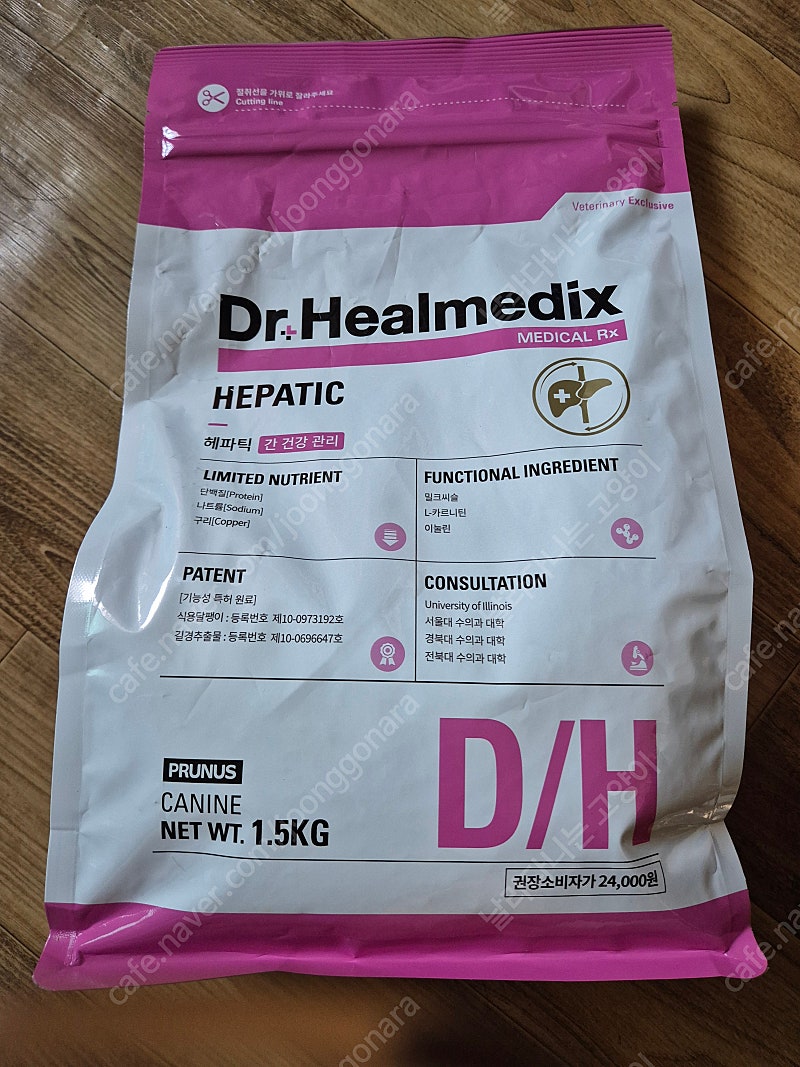 절취선을 가위로 잘라주세요
Cutting line
Veterinary Exclusive
Dr.Healmedix
MEDICAL Rx
HEPATIC
헤파틱 간 건강 관리
LIMITED NUTRIENT
단백질[Protein]
나트륨[Sodium]
구리[Copper]
FUNCTIONAL INGREDIENT
밀크씨슬
L-카르니틴
이눌린
PATENT
[기능성 특허 원료]
식용달팽이 : 등록번호 제10-0973192호
길경추출물 : 등록번호 제10-0696647호
CONSULTATION
University of Illinois
서울대 수의과 대학
경북대 수의과 대학
전북대 수의과 대학
PRUNUS
CANINE
NET WT. 1.5KG
D/H
권장소비자가 24,000원
cafe.naver.com/joonggonara